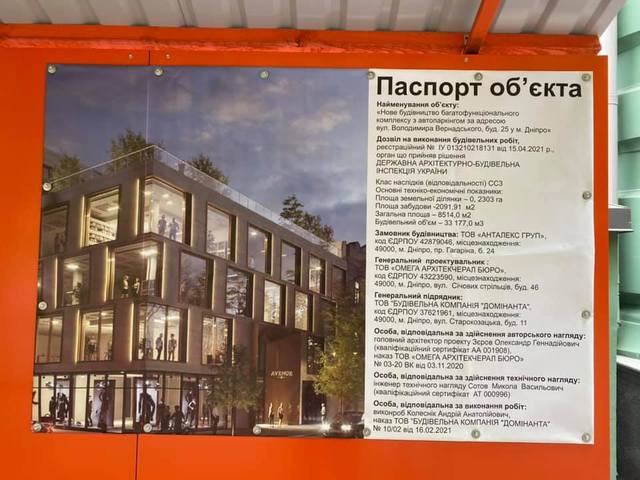 Паспорт об’єкта
Найменування об'єкту:
«Нове будівництво багатофункціонального
комплексу з автопаркінгом за адресою
вул. Володимира Вернадського, буд. 25 у м. Дніпро»
Дозвіл на виконання будівельних робіт,
реєстраційний № ІУ 013210218131 від 15.04.2021 р.,
орган що прийняв рішення
ДЕРЖАВНА АРХІТЕКТУРНО-БУДІВЕЛЬНА
ІНСПЕКЦІЯ УКРАЇНИ
Клас наслідків (відповідальності) СС3
Основні техніко-економічні показники:
Площа земельної ділянки – 0, 2303 га
Площа забудови -2091,91 м2
Загальна площа – 8514,0 м2
Будівельний об'єм – 33 177,0 м3
Замовник будівництва: ТОВ «АНТАЛЕКС ГРУП»,
код ЄДРПОУ 42879046, місцезнаходження:
49000, м. Дніпро, пр. Гагаріна, б. 24
Генеральний проектувальник :
ТОВ «ОМЕГА АРХІТЕКЧЕРАЛ БЮРО»,
код ЄДРПОУ 43223590, місцезнаходження:
49000, м. Дніпро, вул. Січових стрільців, буд. 46
Генеральний підрядник:
ТОВ "БУДІВЕЛЬНА КОМПАНІЯ "ДОМІНАНТА",
код ЄДРПОУ 37621961, місцезнаходження:
49000, м. Дніпро, вул. Старокозацька, буд. 11
Особа, відповідальна за здійснення авторського нагляду:
головний архітектор проекту Зєров Олександр Геннадійович
(кваліфікаційний сертифікат АА 001908),
наказ ТОВ «ОМЕГА АРХІТЕКЧЕРАЛ БЮРО»
№ 03-20 ВК від 03.11.2020
Особа, відповідальна за здійснення технічного нагляду:
інженер технічного нагляду Сотов Микола Васильович
(кваліфікаційний сертифікат АТ 000996)
Особа, відповідальна за виконання робіт:
виконроб Колеснік Андрій Анатолійович,
наказ ТОВ "БУДІВЕЛЬНА КОМПАНІЯ "ДОМІНАНТА"
№ 10/02 від 16.02.2021
AVENUE